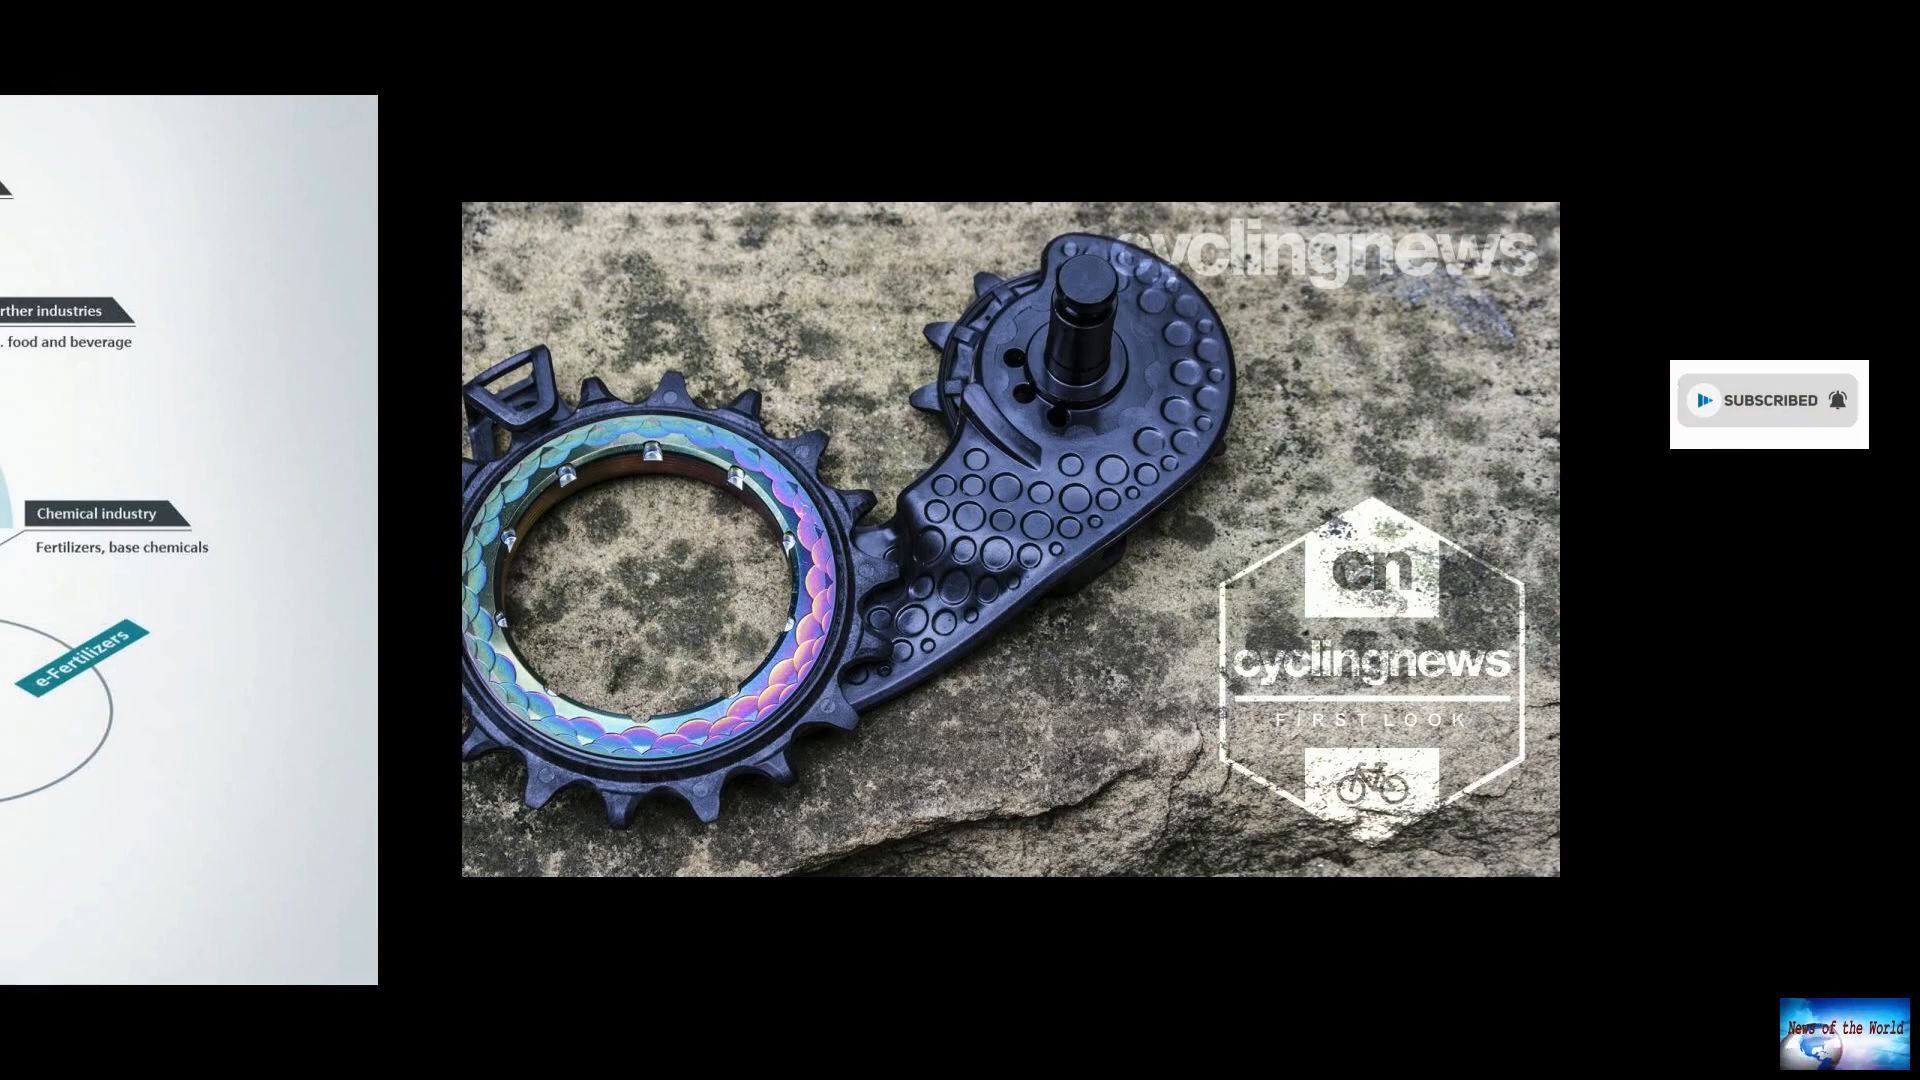 rther industries
. food and beverage
Chemical industry
Fertilizers, base chemicals
e-Fertilizers
cyclingnews
cn
cyclingnews
FIRST LOOK
SUBSCRIBED
News of the World